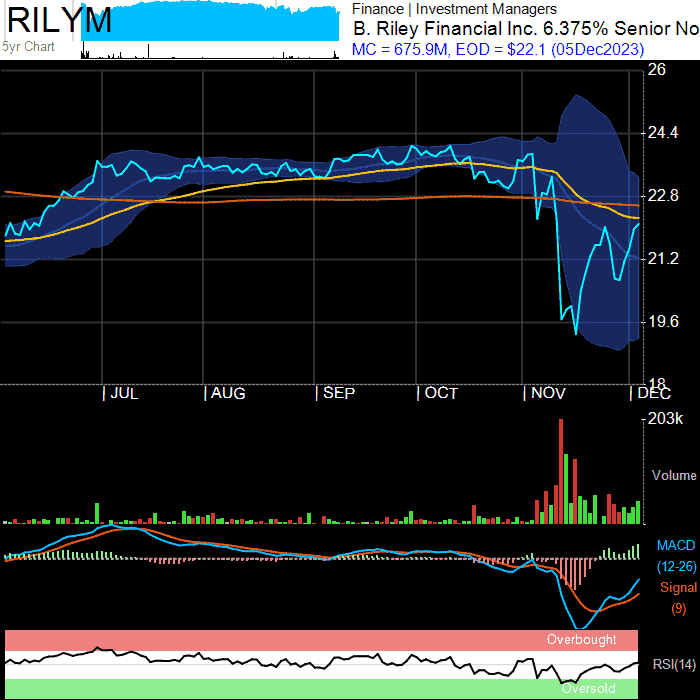 RILYM
Finance | Investment Managers
B. Riley Financial Inc. 6.375% Senior No
5yr Chart
MC = 675.9M, EOD = $22.1 (05Dec2023)
26
24.4
22.8
21.2
19.6
18
JUL
AUG
SEP
OCT
NOV
DEC
203k
Volume
MACD
(12-26)
Signal
(9)
Overbought
RSI(14)
Oversold